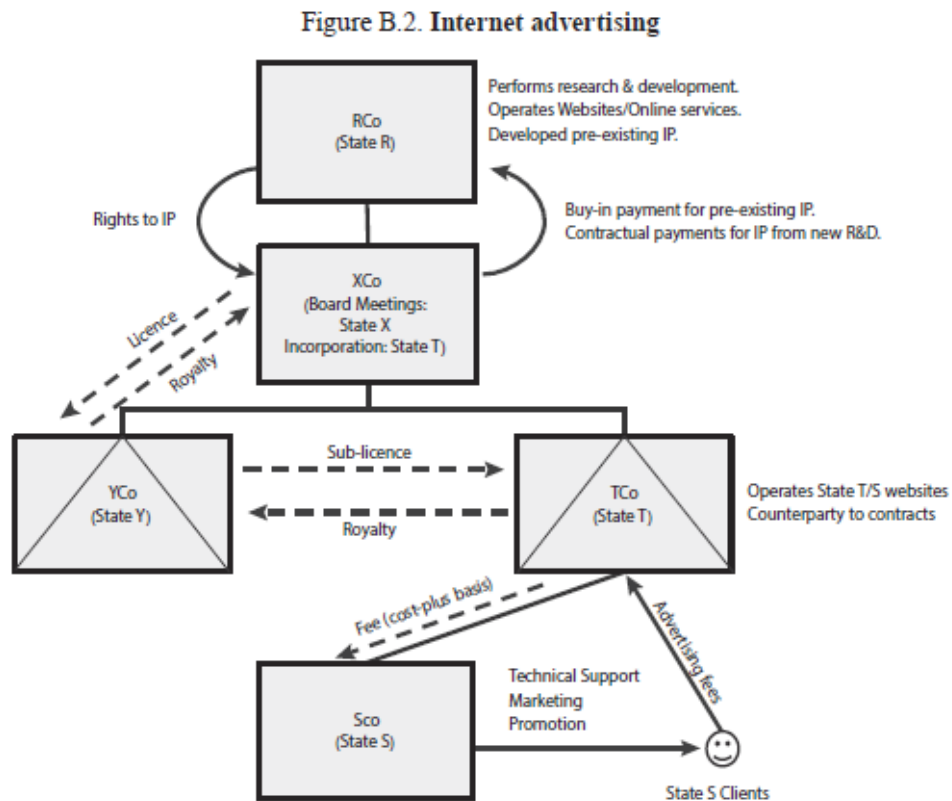 Figure B.2. Internet advertising
RCo
(State R)
Performs research & development.
Operates Websites/Online services.
Developed pre-existing IP.
Rights to IP
Buy-in payment for pre-existing IP.
Contractual payments for IP from new R&D.
XCo
(Board Meetings:
State X
Incorporation: State T)
Licence
Royalty
YCo
(State Y)
Sub-licence
Royalty
TCo
(State T)
Operates State T/S websites
Counterparty to contracts
Fee (cost-plus basis)
Advertising fees
Technical Support
Marketing
Promotion
Sco
(State S)
State S Clients